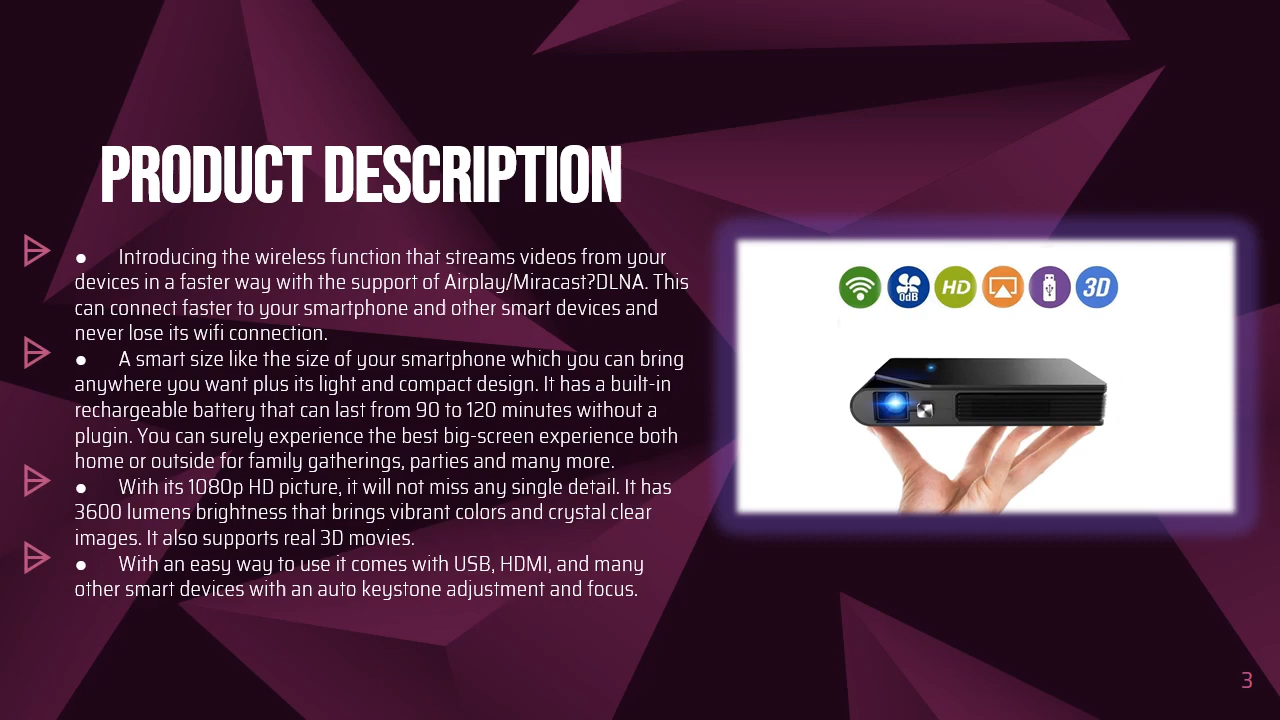 PRODUCT DESCRIPTION
● Introducing the wireless function that streams videos from your
devices in a faster way with the support of Airplay/Miracast?DLNA. This
can connect faster to your smartphone and other smart devices and
never lose its wifi connection.
● A smart size like the size of your smartphone which you can bring
anywhere you want plus its light and compact design. It has a built-in
rechargeable battery that can last from 90 to 120 minutes without a
plugin. You can surely experience the best big-screen experience both
home or outside for family gatherings, parties and many more.
● With its 1080p HD picture, it will not miss any single detail. It has
3600 lumens brightness that brings vibrant colors and crystal clear
images. It also supports real 3D movies.
● With an easy way to use it comes with USB, HDMI, and many
other smart devices with an auto keystone adjustment and focus.
0dB HD 3D
3